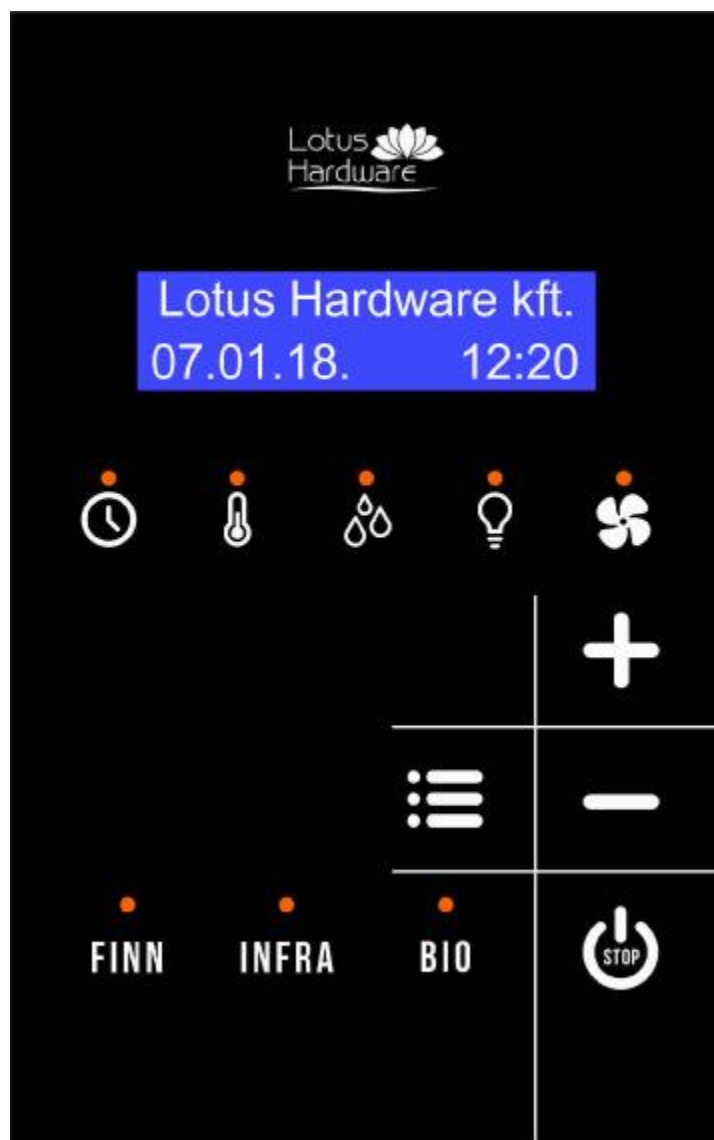 Lotus
Hardware
Lotus Hardware kft.
07.01.18. 12:20
FINN INFRA BIO
STOP